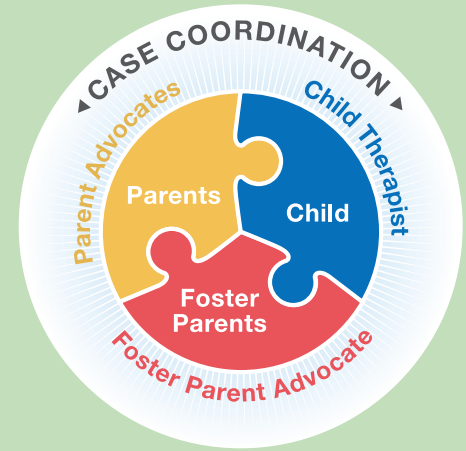 ◄ CASE COORDINATION ►
Parent Advocates
Child Therapist
Parents
Child
Foster
Parents
Foster Parent Advocate